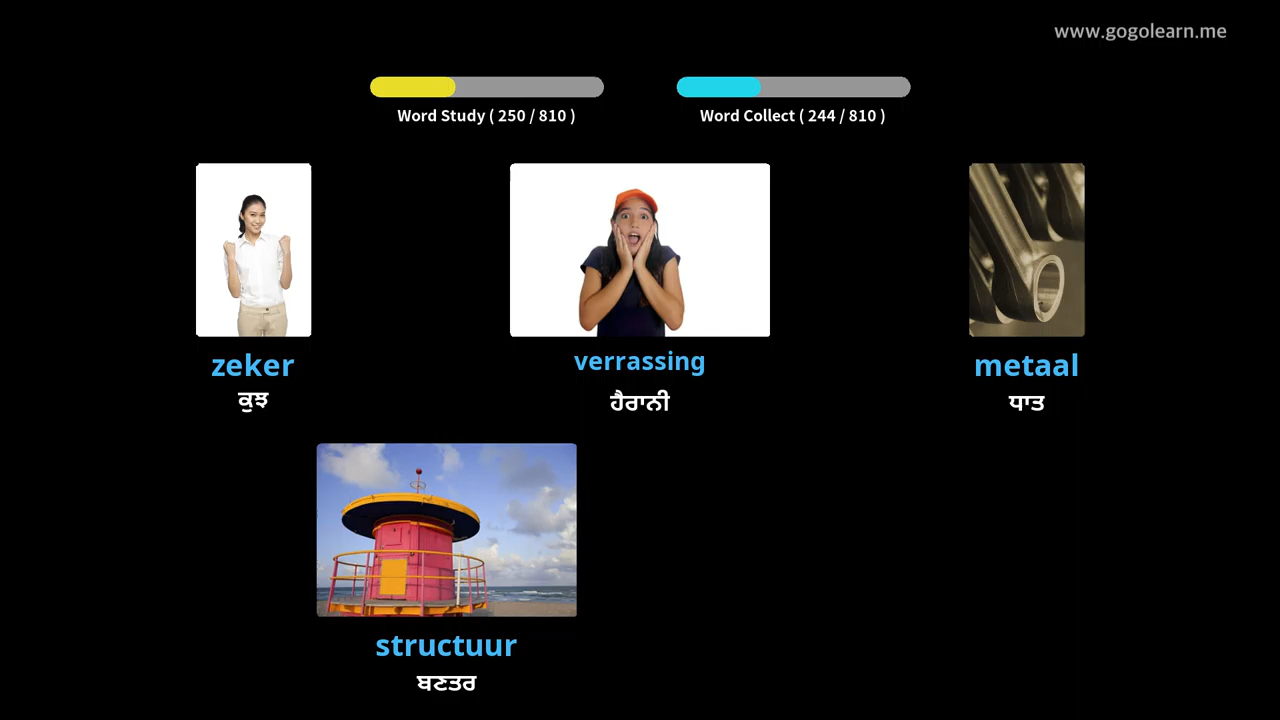 www.gogolearn.me
Word Study ( 250 / 810 )
Word Collect ( 244 / 810 )
zeker
ਕੁਝ
verrassing
ਹੈਰਾਨੀ
metaal
ਧਾਤ
structuur
ਬਣਤਰ